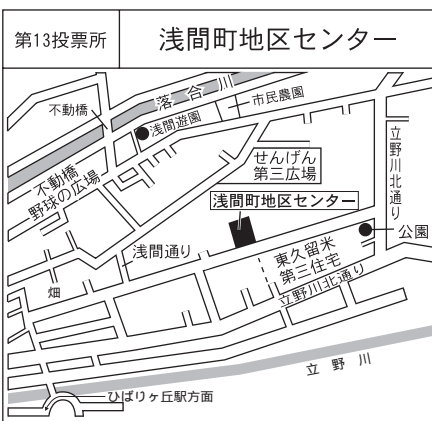 第13投票所
浅間町地区センター
不動橋
落合川
浅間遊園
市民農園
不動橋
野球の広場
せんげん
第三広場
立野川北通り
浅間町地区センター
公園
浅間通り
東久留米
第三住宅
畑
立野川北通り
立野川
ひばりヶ丘駅方面